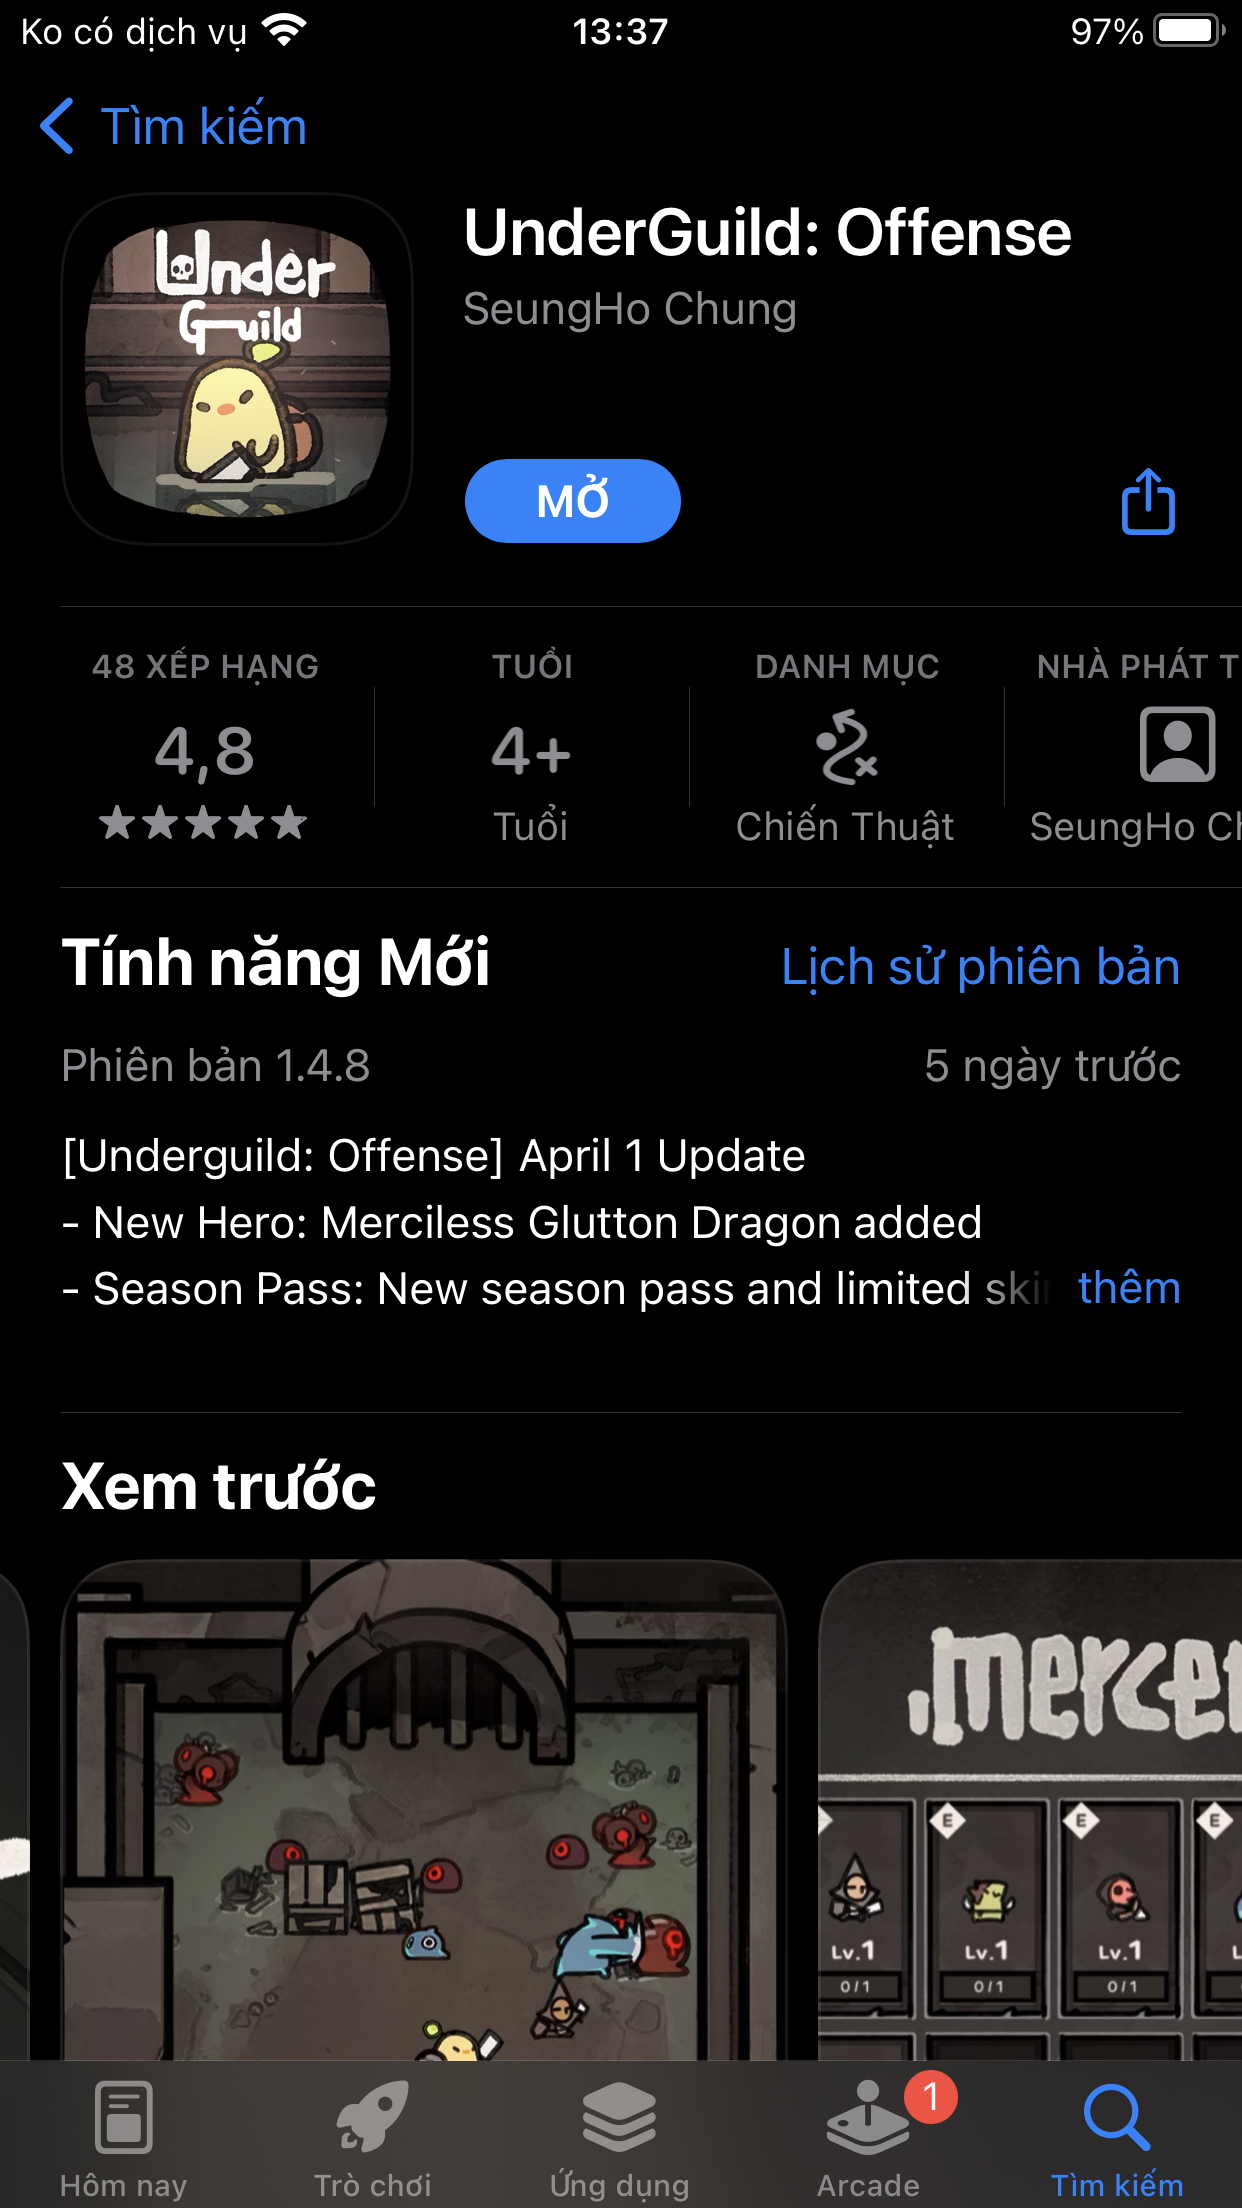 Ko có dịch vụ
13:37
97%
Tìm kiếm
Under
Guild
UnderGuild: Offense
SeungHo Chung
MỞ
48 XẾP HẠNG
4,8
TUỔI
4+
Tuổi
DANH MỤC
Chiến Thuật
NHÀ PHÁT T
SeungHo Ch
Tính năng Mới
Lịch sử phiên bản
Phiên bản 1.4.8
5 ngày trước
[Underguild: Offense] April 1 Update
- New Hero: Merciless Glutton Dragon added
- Season Pass: New season pass and limited skin
thêm
Xem trước
mercen
E
E
E
Lv.1
Lv.1
Lv.1
0/1
0/1
0/1
1
Hôm nay
Trò chơi
Ứng dụng
Arcade
Tìm kiếm